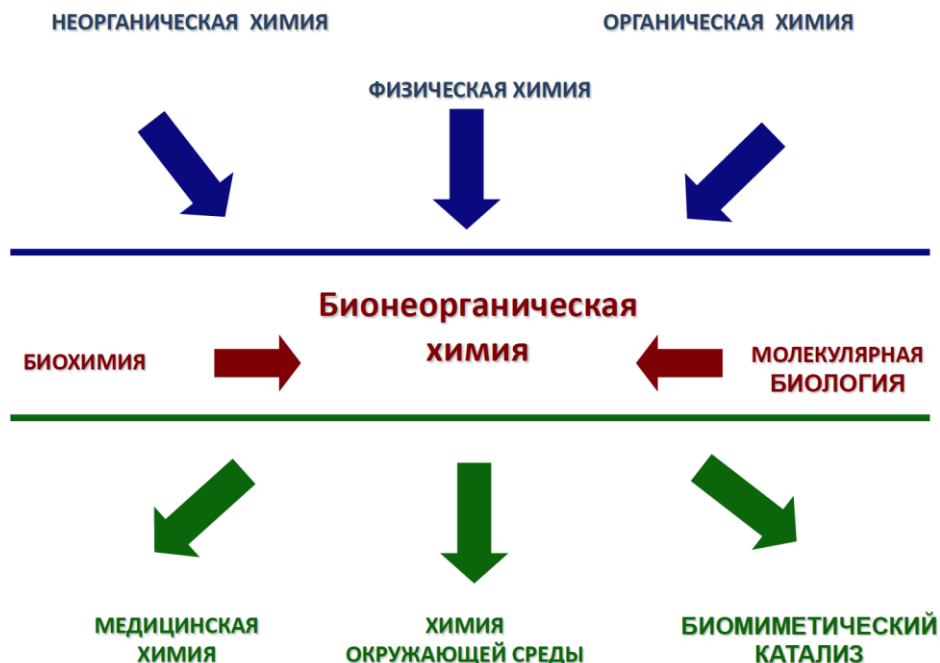 НЕОРГАНИЧЕСКАЯ ХИМИЯ
ОРГАНИЧЕСКАЯ ХИМИЯ
ФИЗИЧЕСКАЯ ХИМИЯ
Бионеорганическая
химия
БИОХИМИЯ
МОЛЕКУЛЯРНАЯ
БИОЛОГИЯ
МЕДИЦИНСКАЯ
ХИМИЯ
ХИМИЯ
ОКРУЖАЮЩЕЙ СРЕДЫ
БИОМИМЕТИЧЕСКИЙ
КАТАЛИЗ